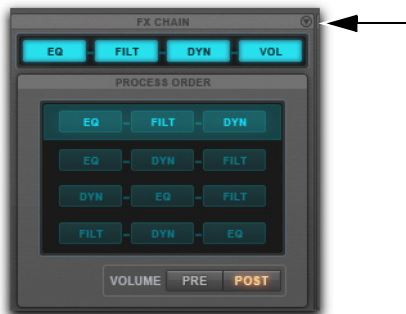 FX CHAIN
EQ FILT DYN VOL
PROCESS ORDER
EQ FILT DYN
EQ DYN FILT
DYN EQ FILT
FILT DYN EQ
VOLUME PRE POST